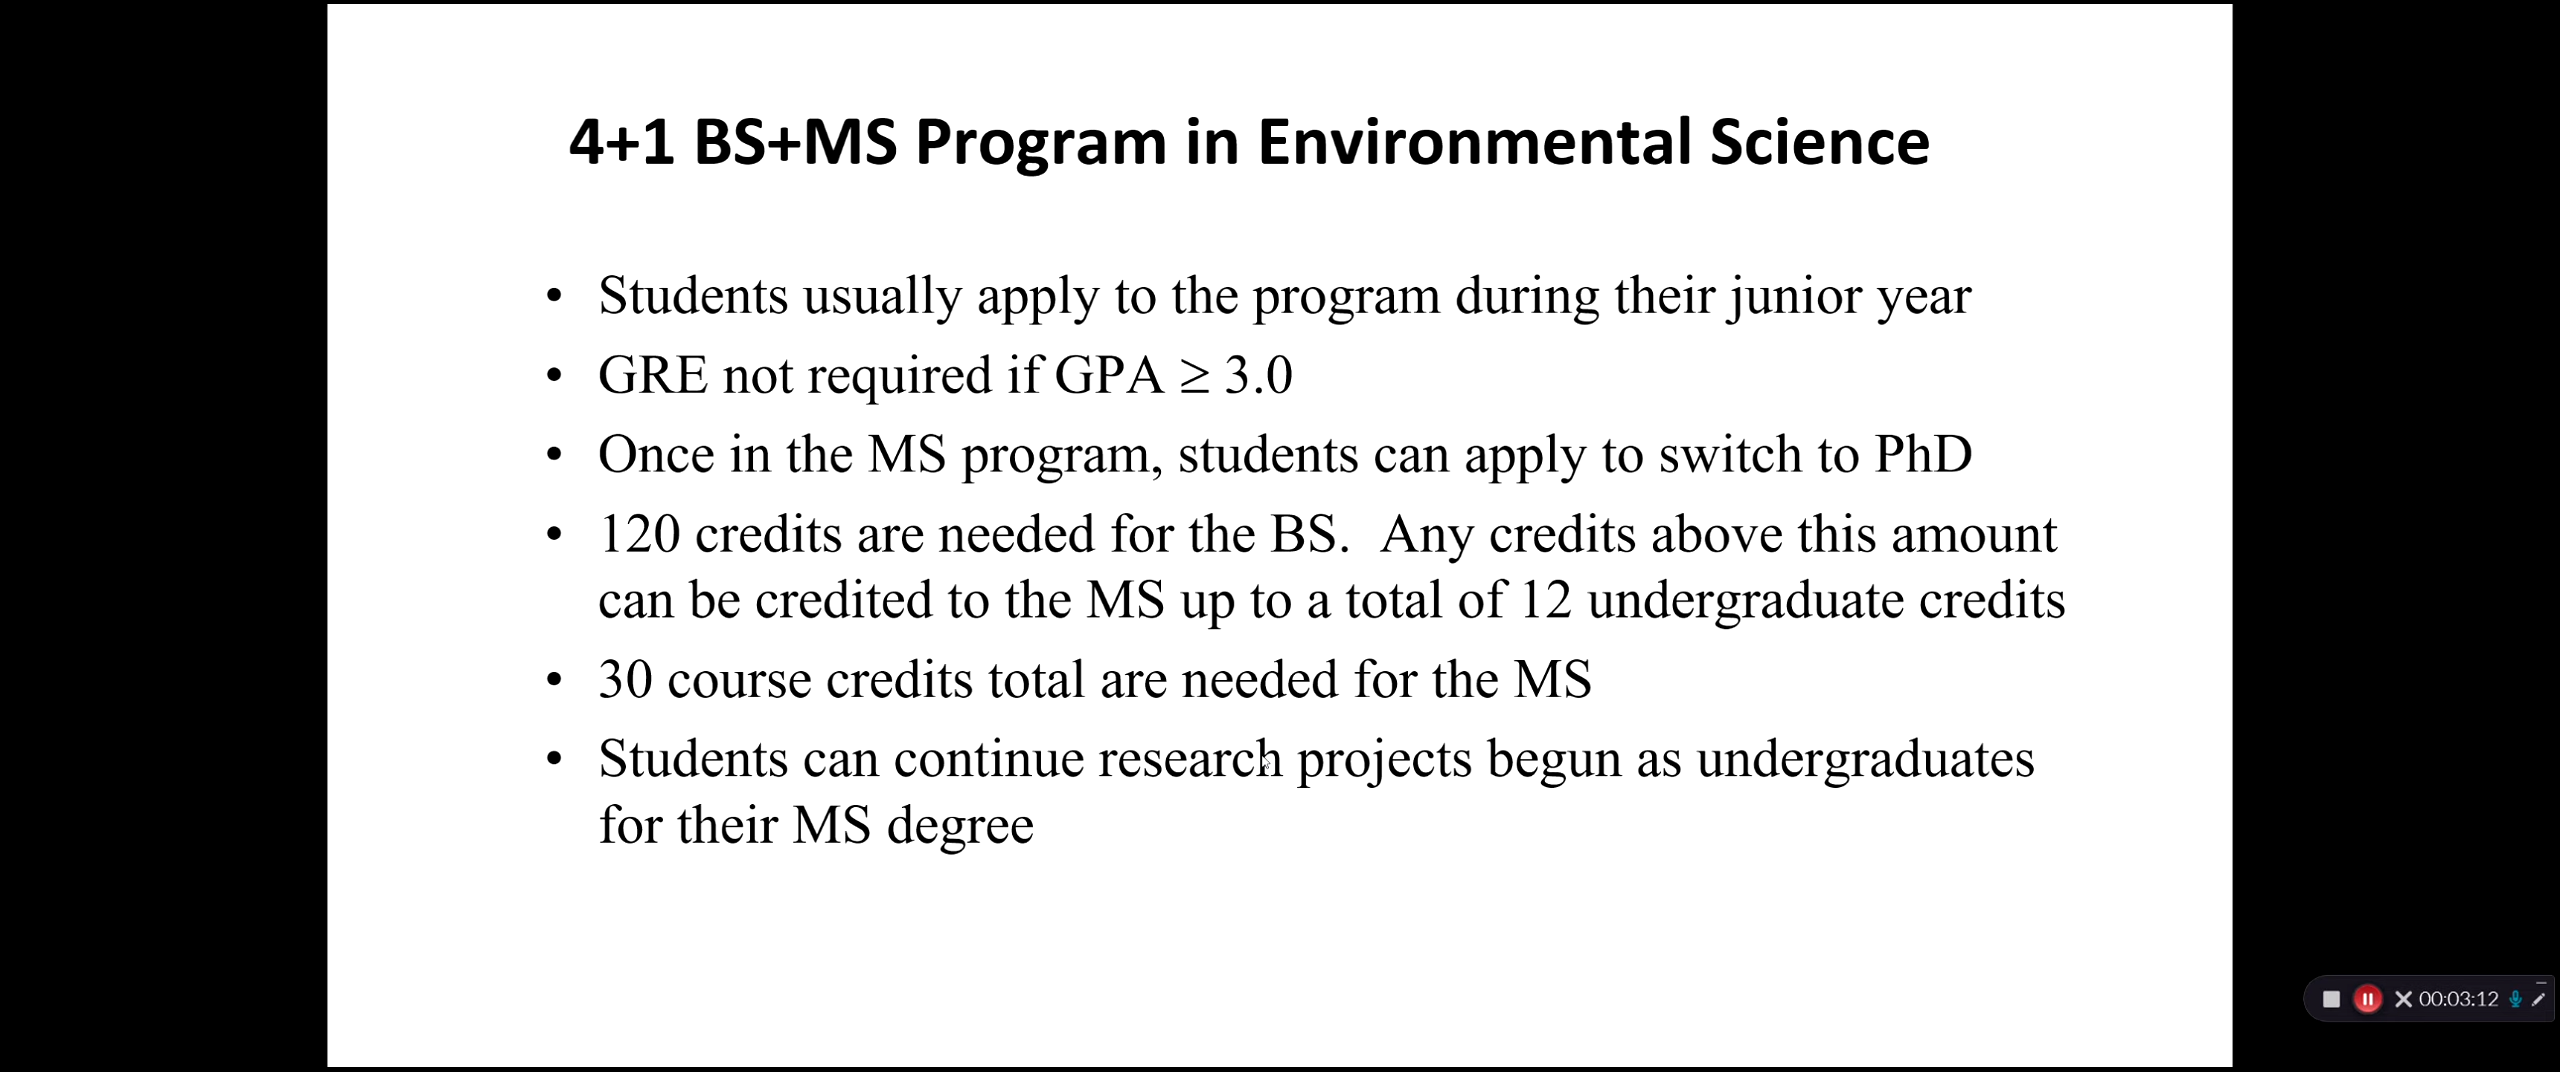 4+1 BS+MS Program in Environmental Science
• Students usually apply to the program during their junior year
• GRE not required if GPA ≥ 3.0
• Once in the MS program, students can apply to switch to PhD
• 120 credits are needed for the BS.  Any credits above this amount
can be credited to the MS up to a total of 12 undergraduate credits
• 30 course credits total are needed for the MS
• Students can continue research projects begun as undergraduates
for their MS degree
00:03:12